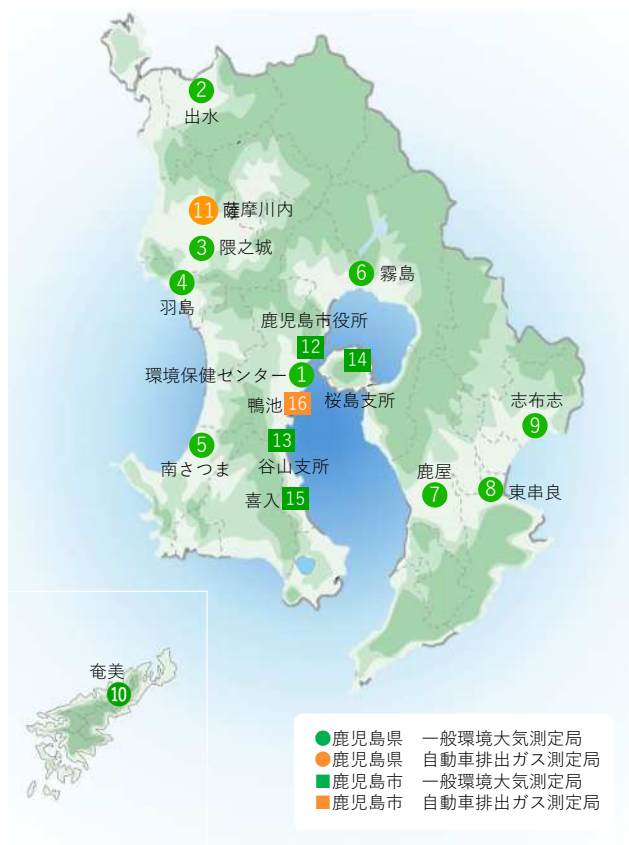 2
出水
11 薩摩川内
3 隈之城
4
羽島
6 霧島
鹿児島市役所
12
14
環境保健センター 1
桜島支所
鴨池 16
志布志
9
13
谷山支所
5
南さつま
鹿屋
7
8 東串良
喜入 15
奄美
10
●鹿児島県 一般環境大気測定局
●鹿児島県 自動車排出ガス測定局
■鹿児島市 一般環境大気測定局
■鹿児島市 自動車排出ガス測定局